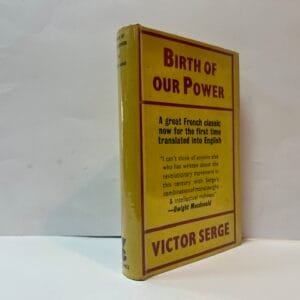 BIRTH OF
OUR POWER
A great French classic
now for the first time
translated into English
"I can't think of anyone else
who has written about the
revolutionary movement in
this century with Serge's
combination of moral insight
& intellectual richness"
—Dwight Macdonald
VICTOR SERGE